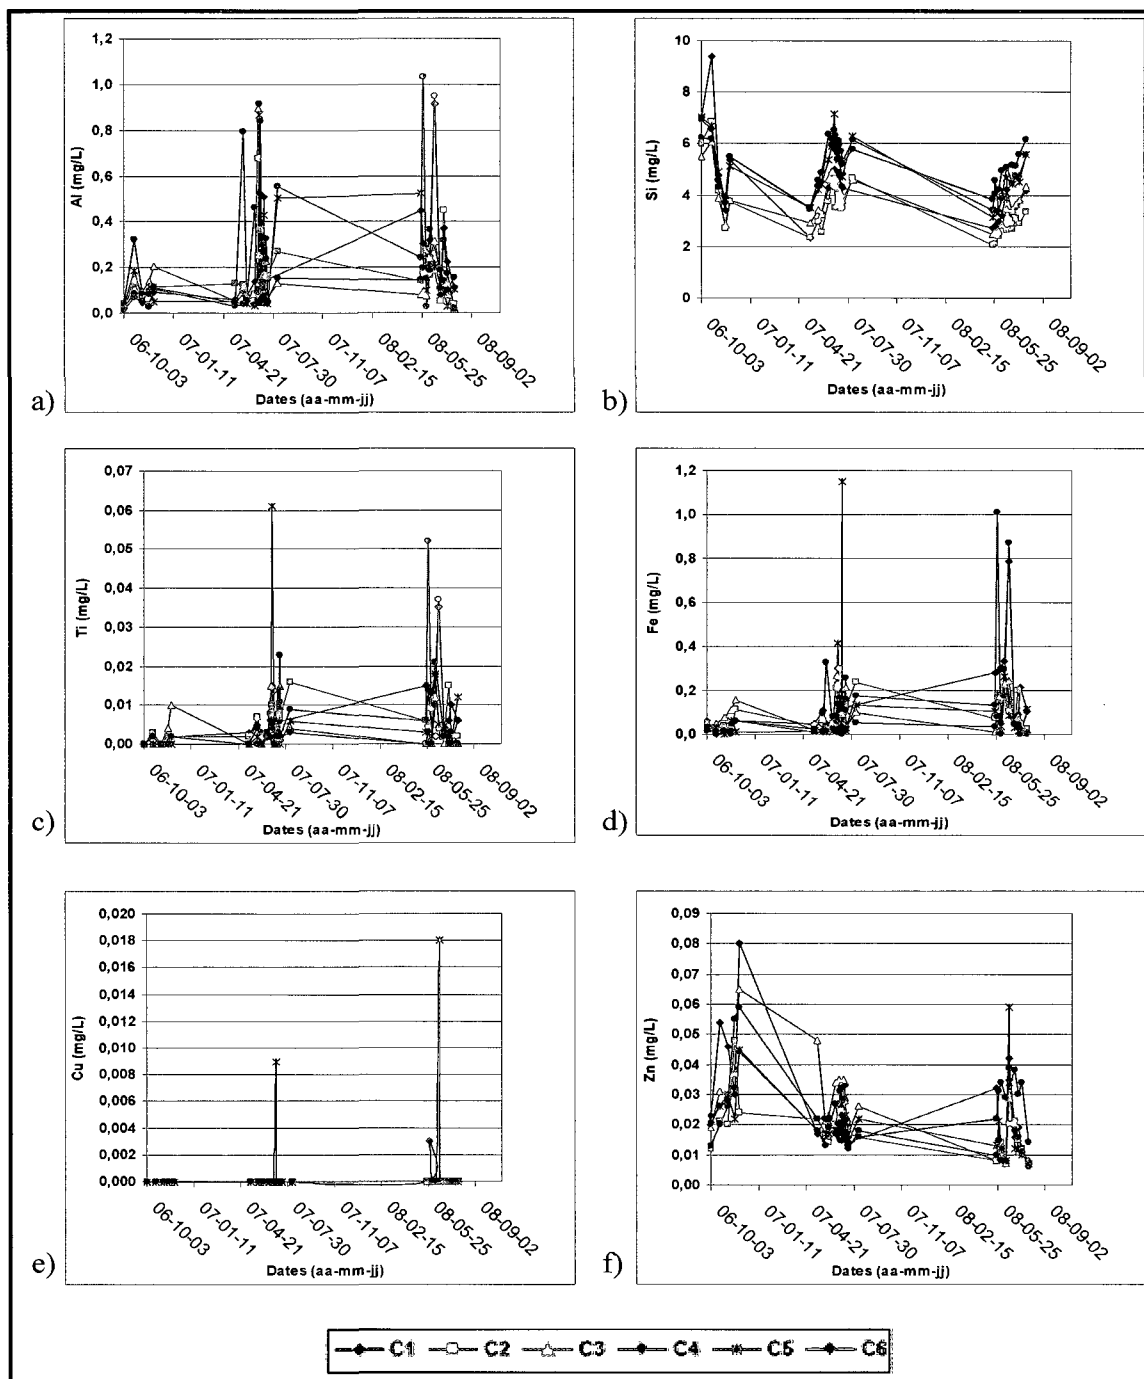 1,2
1,0
0,8
0,6
0,4
0,2
0,0
Al (mg/L)
06-10-03 07-01-11 07-04-21 07-07-30 07-11-07 08-02-15 08-05-25 08-09-02
Dates (aa-mm-jj)
a)
10
8
6
4
2
0
Si (mg/L)
06-10-03 07-01-11 07-04-21 07-07-30 07-11-07 08-02-15 08-05-25 08-09-02
Dates (aa-mm-jj)
b)
0,07
0,06
0,05
0,04
0,03
0,02
0,01
0,00
Ti (mg/L)
06-10-03 07-01-11 07-04-21 07-07-30 07-11-07 08-02-15 08-05-25 08-09-02
Dates (aa-mm-jj)
c)
1,2
1,0
0,8
0,6
0,4
0,2
0,0
Fe (mg/L)
06-10-03 07-01-11 07-04-21 07-07-30 07-11-07 08-02-15 08-05-25 08-09-02
Dates (aa-mm-jj)
d)
0,020
0,018
0,016
0,014
0,012
0,010
0,008
0,006
0,004
0,002
0,000
Cu (mg/L)
06-10-03 07-01-11 07-04-21 07-07-30 07-11-07 08-02-15 08-05-25 08-09-02
Dates (aa-mm-jj)
e)
0,09
0,08
0,07
0,06
0,05
0,04
0,03
0,02
0,01
0,00
Zn (mg/L)
06-10-03 07-01-11 07-04-21 07-07-30 07-11-07 08-02-15 08-05-25 08-09-02
Dates (aa-mm-jj)
f)
C1 C2 C3 C4 C5 C6